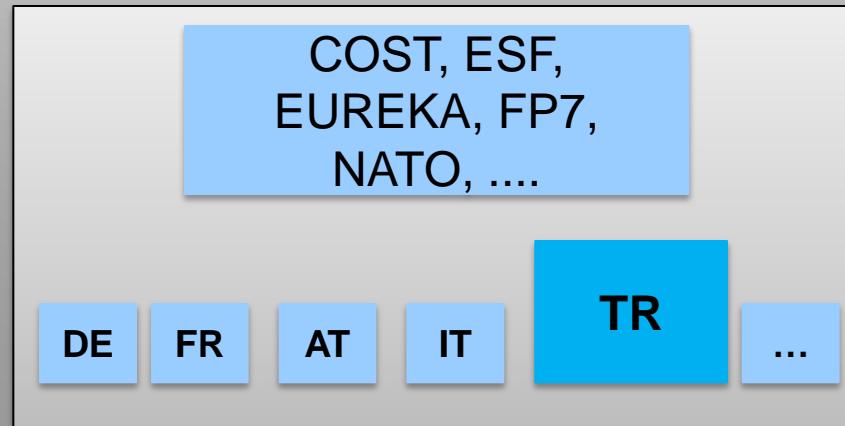 COST, ESF,
EUREKA, FP7,
NATO, ....
DE FR AT IT TR ...